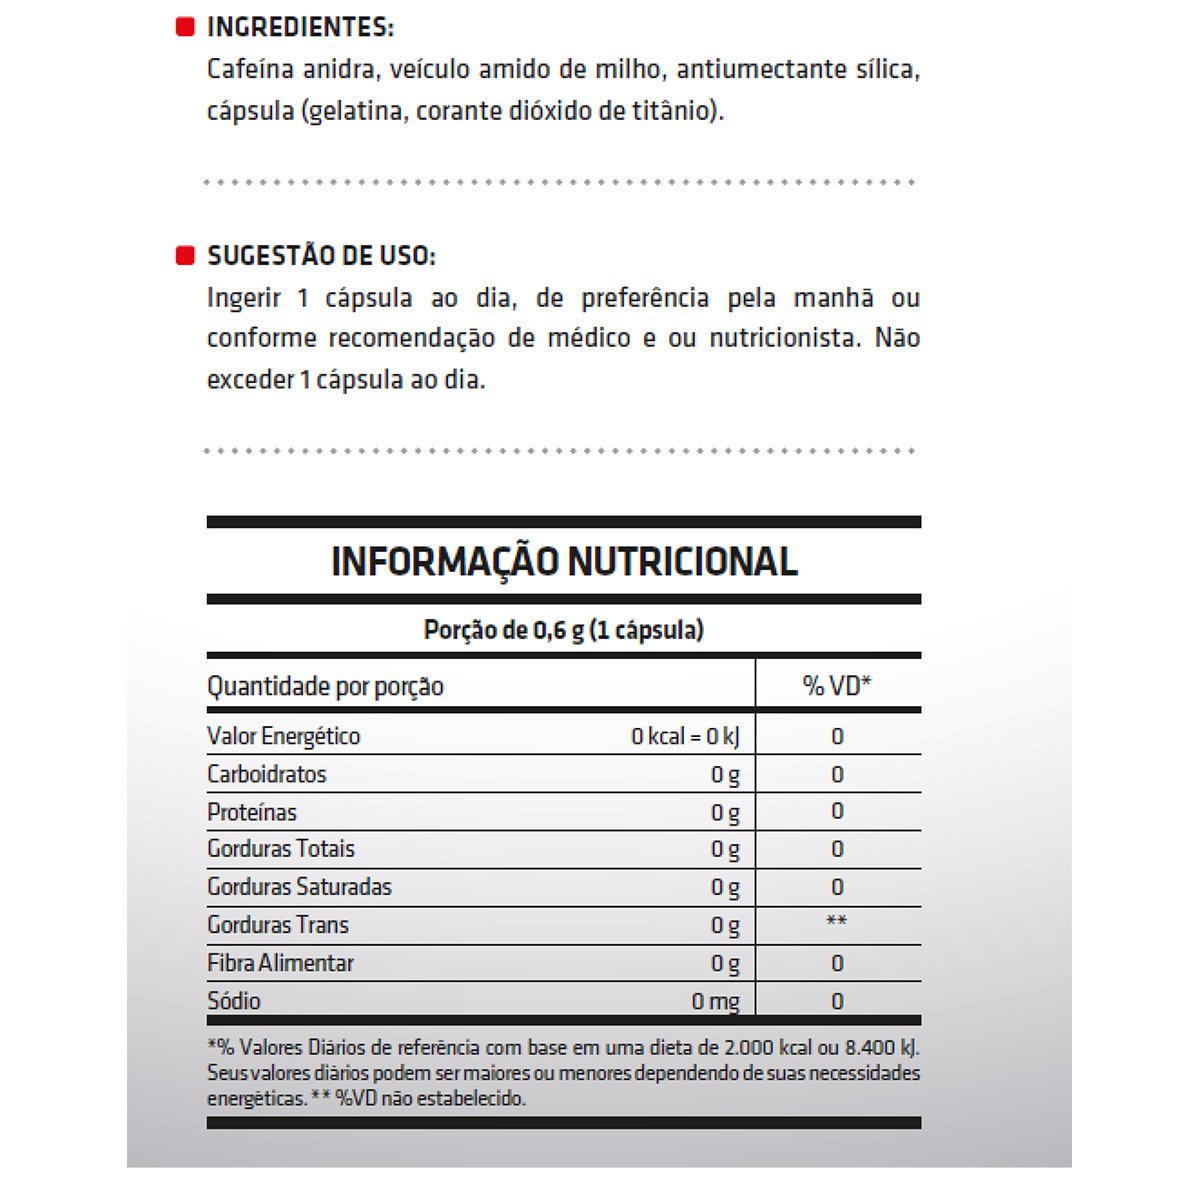 INGREDIENTES:
Cafeína anidra, veículo amido de milho, antiumectante sílica,
cápsula (gelatina, corante dióxido de titânio).
SUGESTÃO DE USO:
Ingerir 1 cápsula ao dia, de preferência pela manhã ou
conforme recomendação de médico e ou nutricionista. Não
exceder 1 cápsula ao dia.
INFORMAÇÃO NUTRICIONAL
Porção de 0,6 g (1 cápsula)
Quantidade por porção % VD*
Valor Energético 0 kcal = 0 kJ 0
Carboidratos 0 g 0
Proteínas 0 g 0
Gorduras Totais 0 g 0
Gorduras Saturadas 0 g 0
Gorduras Trans 0 g **
Fibra Alimentar 0 g 0
Sódio 0 mg 0
*% Valores Diários de referência com base em uma dieta de 2.000 kcal ou 8.400 kJ.
Seus valores diários podem ser maiores ou menores dependendo de suas necessidades
energéticas. ** %VD não estabelecido.